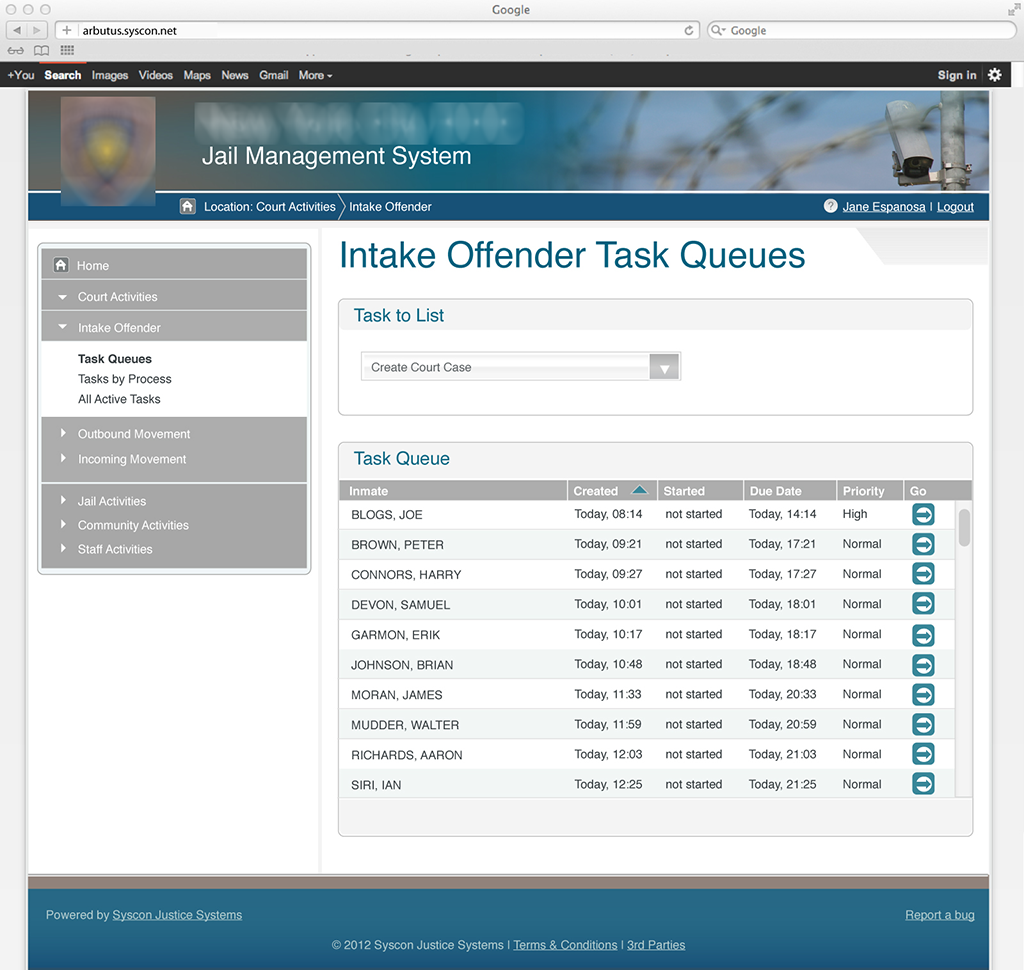 Google
arbutus.syscon.net
Google
+You Search Images Videos Maps News Gmail More Sign in
Jail Management System
Location: Court Activities Intake Offender ? Jane Espanosa | Logout
Home
Court Activities
Intake Offender
Task Queues
Tasks by Process
All Active Tasks
Outbound Movement
Incoming Movement
Jail Activities
Community Activities
Staff Activities
Intake Offender Task Queues
Task to List
Create Court Case
Task Queue
Inmate Created Started Due Date Priority Go
BLOGS, JOE Today, 08:14 not started Today, 14:14 High
BROWN, PETER Today, 09:21 not started Today, 17:21 Normal
CONNORS, HARRY Today, 09:27 not started Today, 17:27 Normal
DEVON, SAMUEL Today, 10:01 not started Today, 18:01 Normal
GARMON, ERIK Today, 10:17 not started Today, 18:17 Normal
JOHNSON, BRIAN Today, 10:48 not started Today, 18:48 Normal
MORAN, JAMES Today, 11:33 not started Today, 20:33 Normal
MUDDER, WALTER Today, 11:59 not started Today, 20:59 Normal
RICHARDS, AARON Today, 12:03 not started Today, 21:03 Normal
SIRI, IAN Today, 12:25 not started Today, 21:25 Normal
Powered by Syscon Justice Systems Report a bug
© 2012 Syscon Justice Systems | Terms & Conditions | 3rd Parties